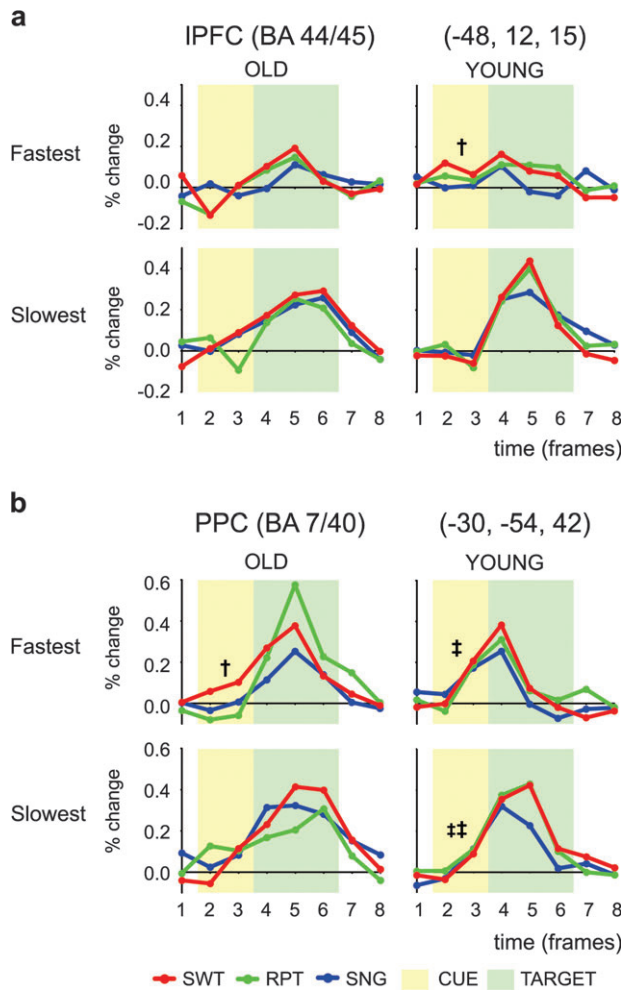 a
lPFC (BA 44/45) (-48, 12, 15)
OLD YOUNG
Fastest
% change
0.4
0.2
0.0
-0.2
†
Slowest
% change
0.4
0.2
0.0
-0.2
1 2 3 4 5 6 7 8 1 2 3 4 5 6 7 8
time (frames)
b
PPC (BA 7/40) (-30, -54, 42)
OLD YOUNG
Fastest
% change
0.6
0.4
0.2
0.0
† ‡
Slowest
% change
0.6
0.4
0.2
0.0
‡‡
1 2 3 4 5 6 7 8 1 2 3 4 5 6 7 8
time (frames)
SWT RPT SNG CUE TARGET